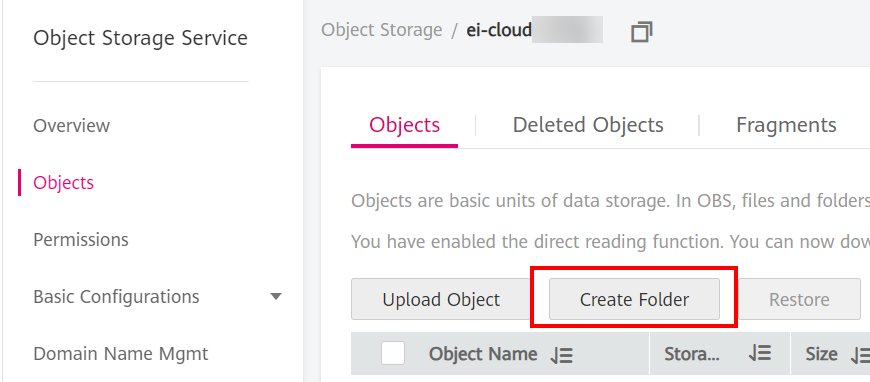 Object Storage Service
Overview
Objects
Permissions
Basic Configurations
Domain Name Mgmt
Object Storage / ei-cloud
Objects Deleted Objects Fragments
Objects are basic units of data storage. In OBS, files and folders
You have enabled the direct reading function. You can now
Upload Object Create Folder Restore
Object Name Stora... Size